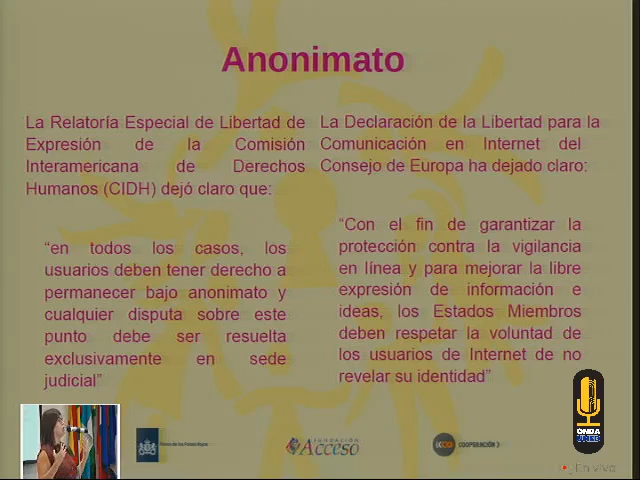 Anonimato
La Relatoría Especial de Libertad de
Expresión de la Comisión
Interamericana de Derechos
Humanos (CIDH) dejó claro que:
“en todos los casos, los
usuarios deben tener derecho a
permanecer bajo anonimato y
cualquier disputa sobre este
punto debe ser resuelta
exclusivamente en sede
judicial”
La Declaración de la Libertad para la
Comunicación en Internet del
Consejo de Europa ha dejado claro:
“Con el fin de garantizar la
protección contra la vigilancia
en línea y para mejorar la libre
expresión de información e
ideas, los Estados Miembros
deben respetar la voluntad de
los usuarios de Internet de no
revelar su identidad”
FUNDACIÓN
Acceso
COOPERACIÓN
ONDA
En vivo